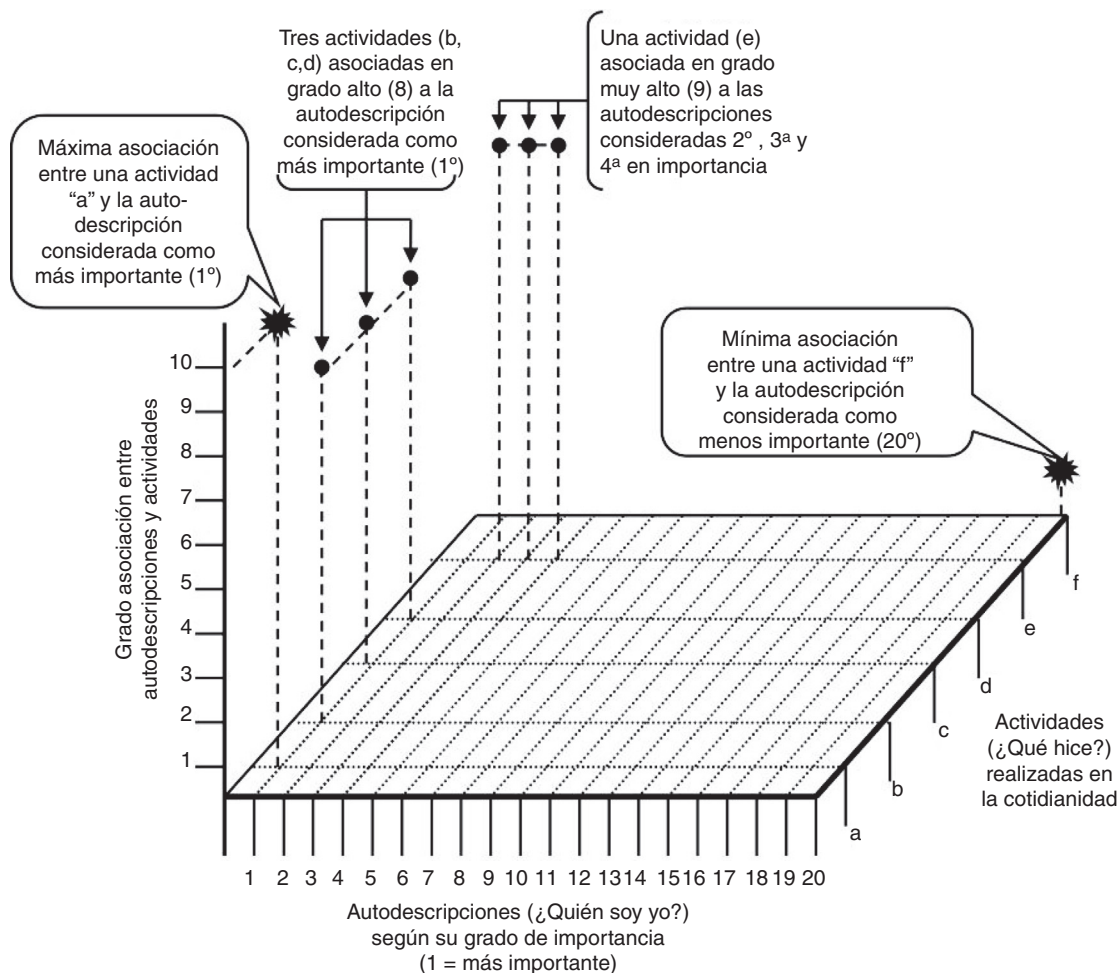 Tres actividades (b,
c,d) asociadas en
grado alto (8) a la
autodescripción
considerada como
más importante (1º)
Una actividad (e)
asociada en grado
muy alto (9) a las
autodescripciones
consideradas 2º , 3ª y
4ª en importancia
Máxima asociación
entre una actividad
“a” y la auto-
descripción
considerada como
más importante (1º)
Mínima asociación
entre una actividad “f”
y la autodescripción
considerada como
menos importante (20º)
Grado asociación entre
autodescripciones y actividades
10
9
8
7
6
5
4
3
2
1
f
e
d
c
b
a
Actividades
(¿Qué hice?)
realizadas en
la cotidianidad
1 2 3 4 5 6 7 8 9 10 11 12 13 14 15 16 17 18 19 20
Autodescripciones (¿Quién soy yo?)
según su grado de importancia
(1 = más importante)